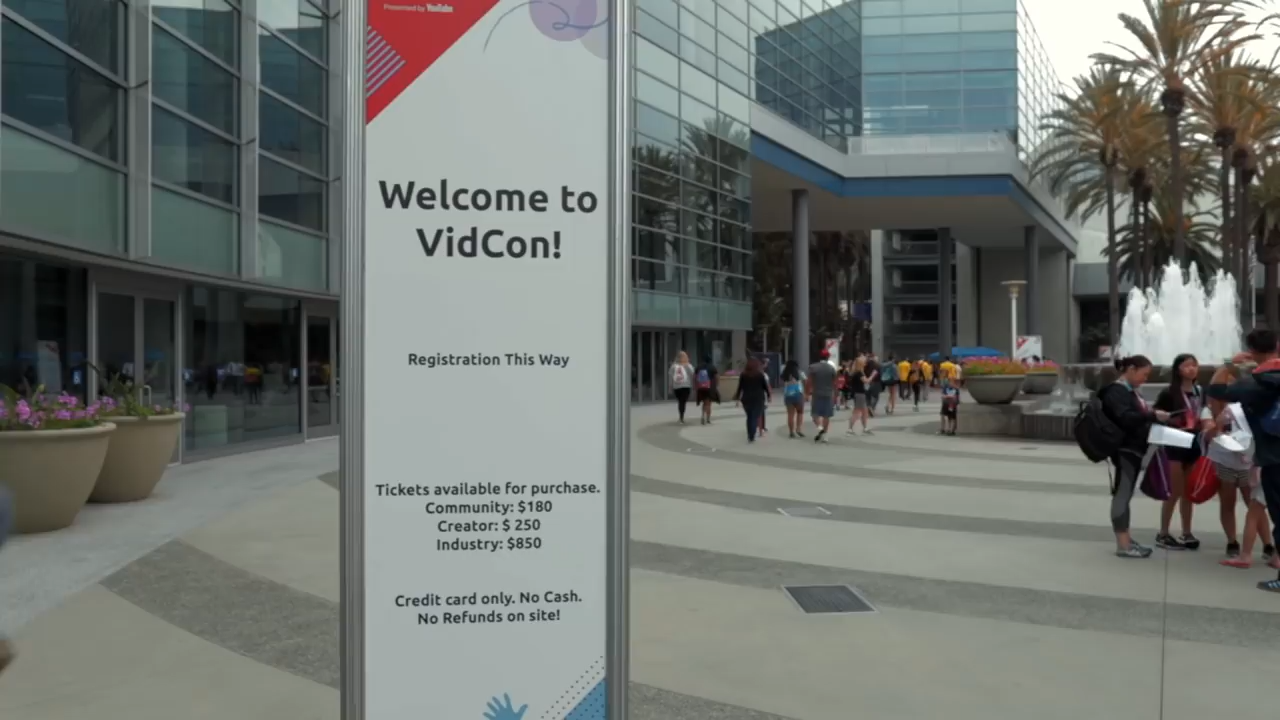 Presented by YouTube
Welcome to
VidCon!
Registration This Way
Tickets available for purchase.
Community: $180
Creator: $ 250
Industry: $850
Credit card only. No Cash.
No Refunds on site!